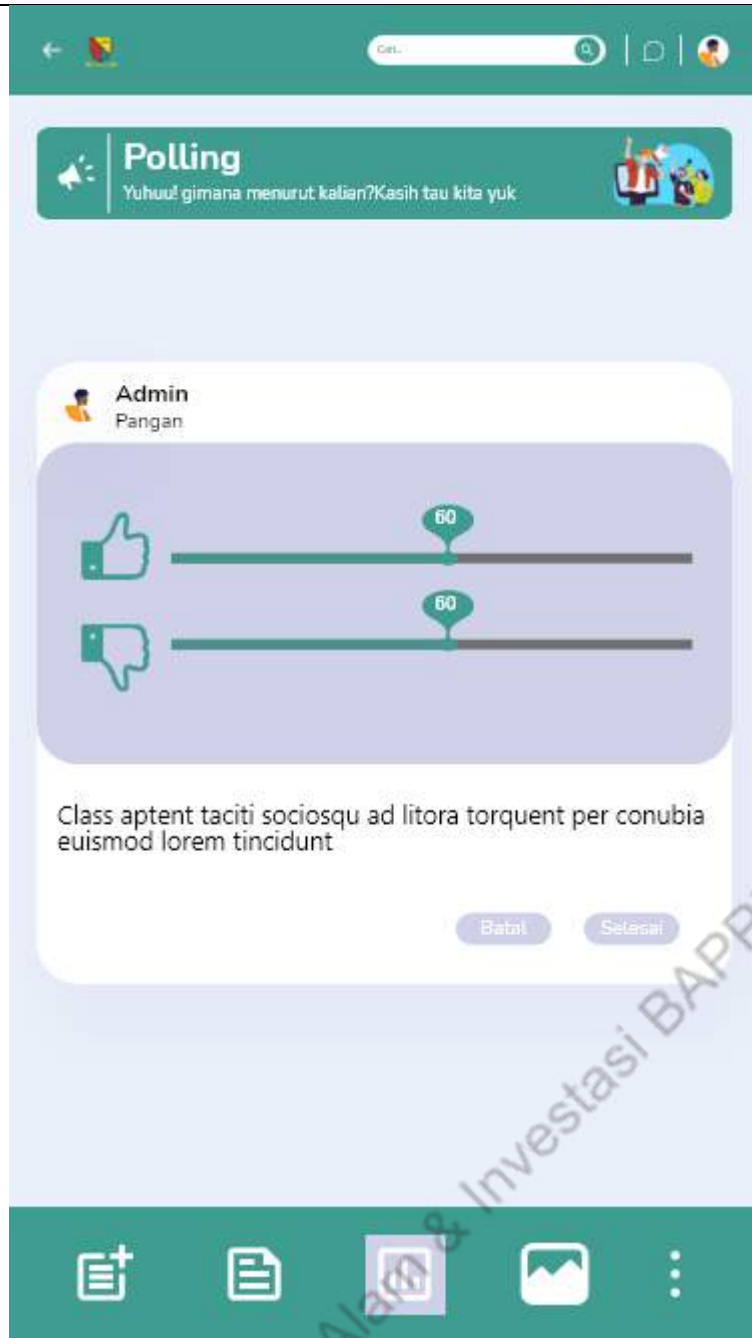 Cari..
Polling
Yuhuu! gimana menurut kalian?Kasih tau kita yuk
Admin
Pangan
60
60
Class aptent taciti sociosqu ad litora torquent per conubia
euismod lorem tincidunt
Batal
Selesai
Alam & Investasi BAPP